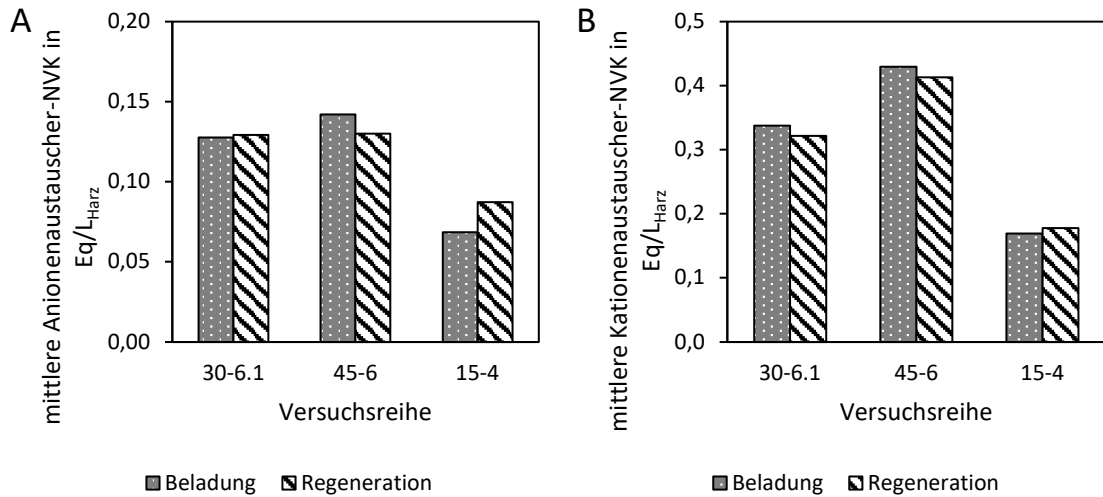 A
mittlere Anionenaustauscher-NVK in
Eq/L_Harz
0,20
0,15
0,10
0,05
0,00
30-6.1 45-6 15-4
Versuchsreihe
Beladung Regeneration
B
mittlere Kationenaustauscher-NVK in
Eq/L_Harz
0,5
0,4
0,3
0,2
0,1
0,0
30-6.1 45-6 15-4
Versuchsreihe
Beladung Regeneration